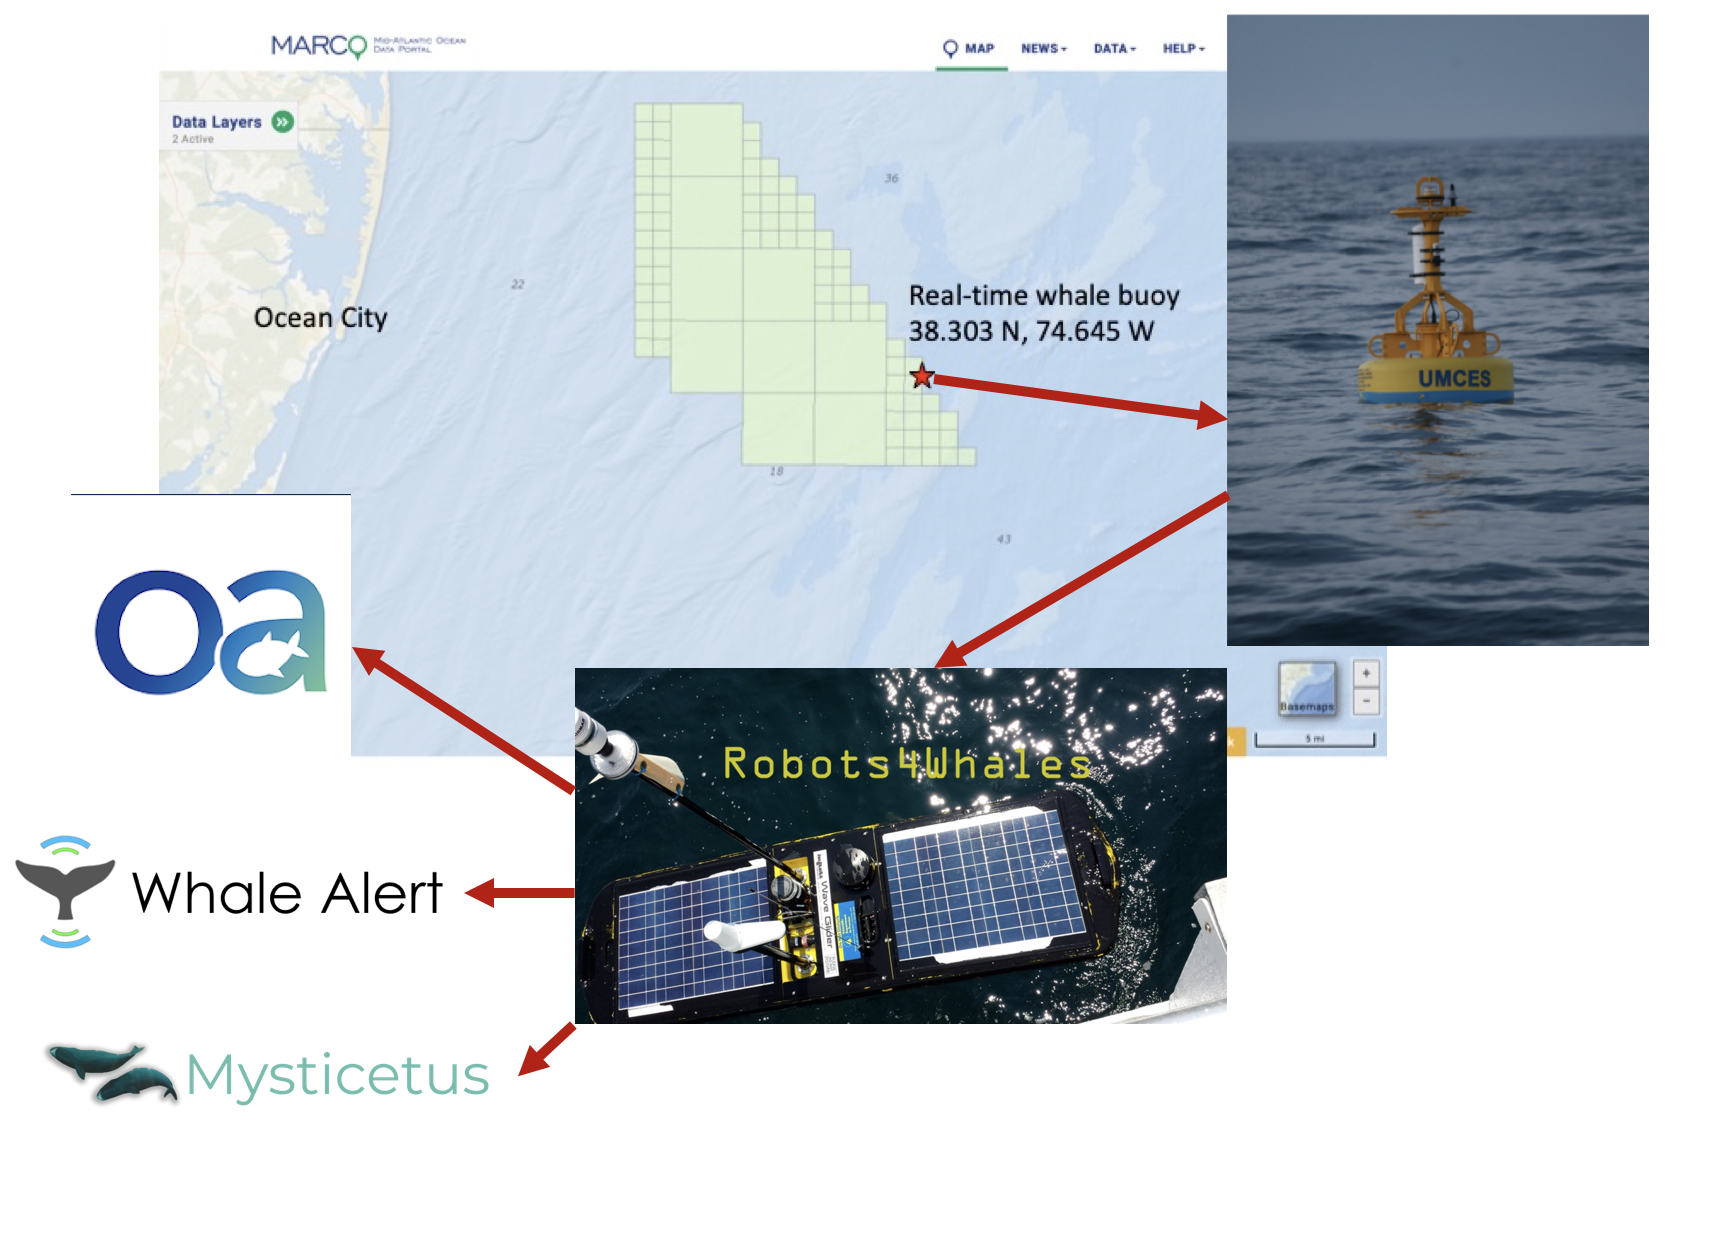 MARCO Mid-Atlantic Ocean
Data Portal
MAP NEWS DATA HELP
Data Layers
2 Active
36
22
Real-time whale buoy
38.303 N, 74.645 W
Ocean City
UMCES
18
43
oa
Basemaps
+
-
5 mi
Robots4Whales
Wave Glider
Whale Alert
Mysticetus